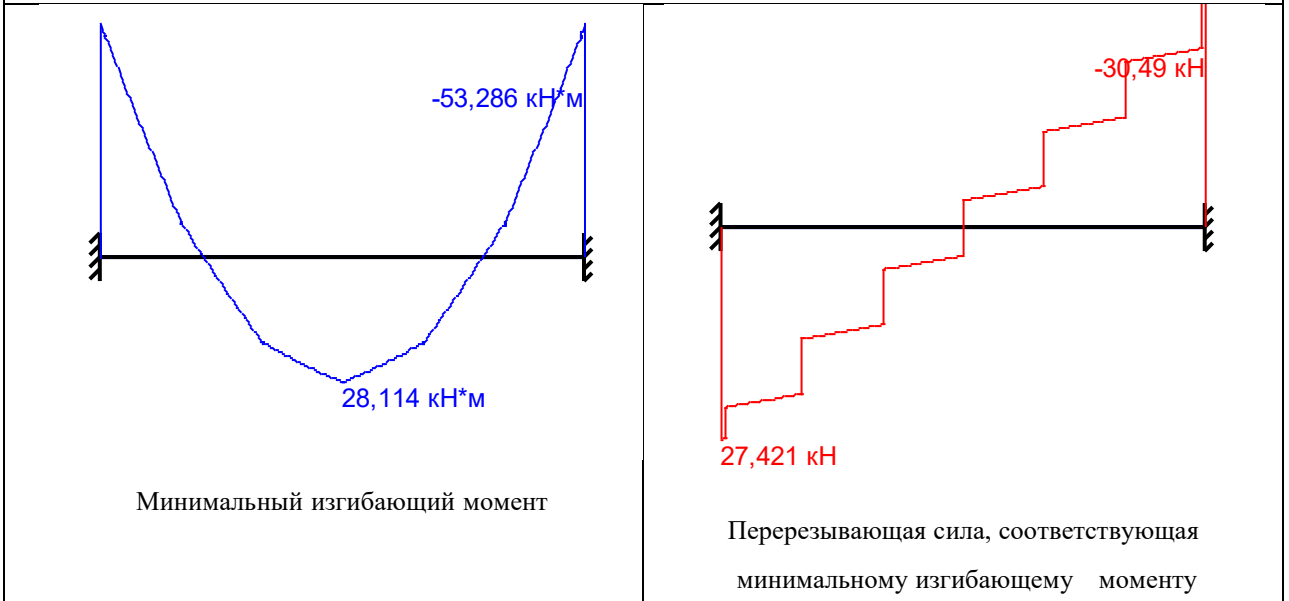 -53,286 кН*м
28,114 кН*м
Минимальный изгибающий момент
-30,49 кН
27,421 кН
Перерезывающая сила, соответствующая
минимальному изгибающему моменту